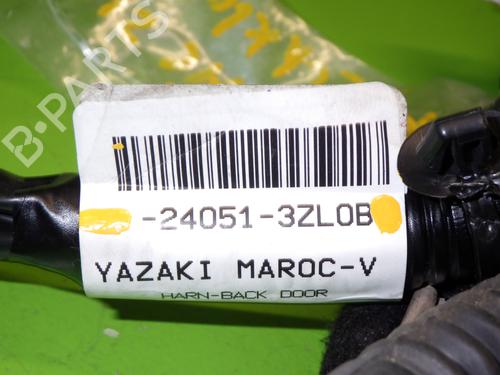 B-PARTS
-24051-3ZL0B
YAZAKI MAROC-V
HARN-BACK DOOR